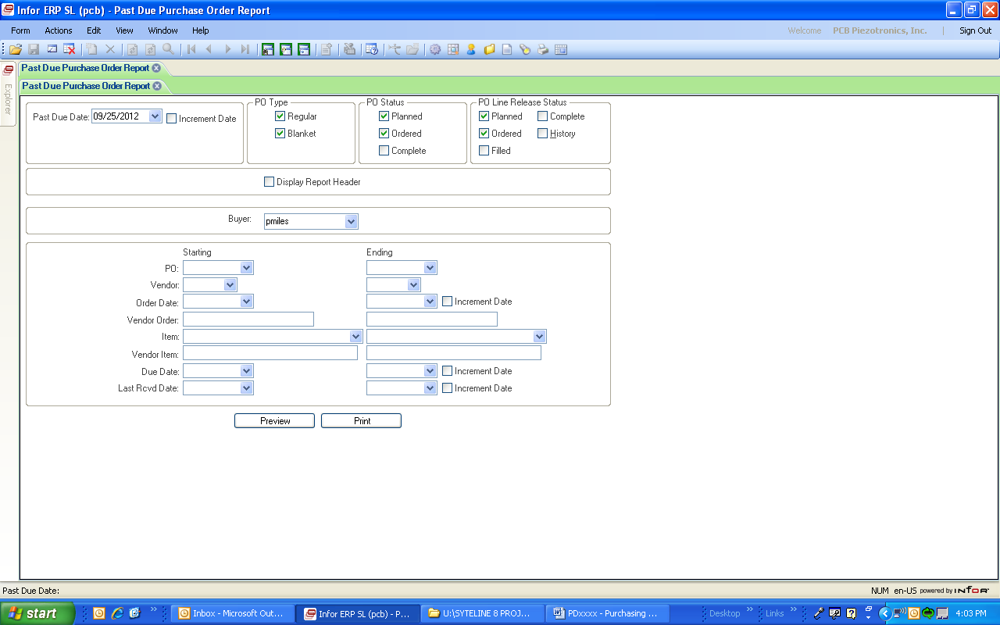 Infor ERP SL (pcb) - Past Due Purchase Order Report
Form Actions Edit View Window Help Welcome PCB Piezotronics, Inc. | Sign Out
Past Due Purchase Order Report
Past Due Purchase Order Report
Explorer
Past Due Date: 09/25/2012 Increment Date
PO Type
Regular
Blanket
PO Status
Planned
Ordered
Complete
PO Line Release Status
Planned Complete
Ordered History
Filled
Display Report Header
Buyer: pmiles
Starting Ending
PO:
Vendor:
Order Date: Increment Date
Vendor Order:
Item:
Vendor Item:
Due Date: Increment Date
Last Rcvd Date: Increment Date
Preview Print
Past Due Date: NUM en-US powered by infor
start Inbox - Microsoft Out... Infor ERP SL (pcb) - P... U:\SYTELINE 8 PROJ... PDxxxx - Purchasing ... Desktop » Links » 4:03 PM